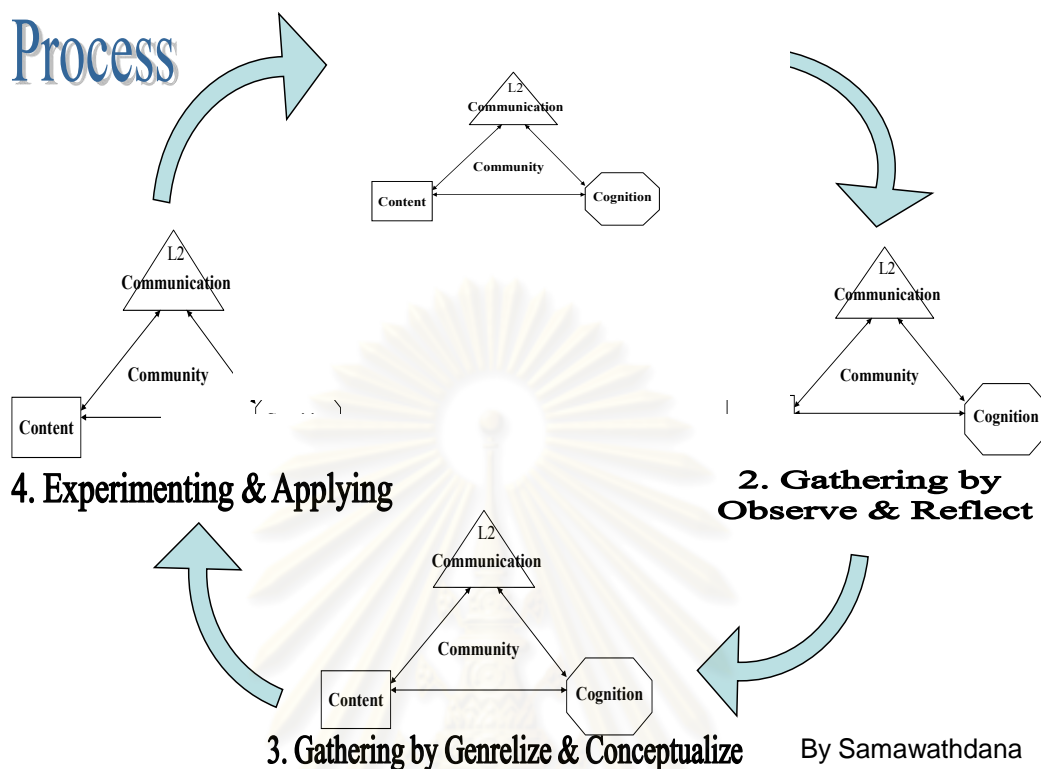 Process
L2
Communication
Community
Content
Cognition
L2
Communication
Community
Content
L2
Communication
Community
Cognition
4. Experimenting & Applying
2. Gathering by
Observe & Reflect
L2
Communication
Community
Content
Cognition
3. Gathering by Genrelize & Conceptualize
By Samawathdana